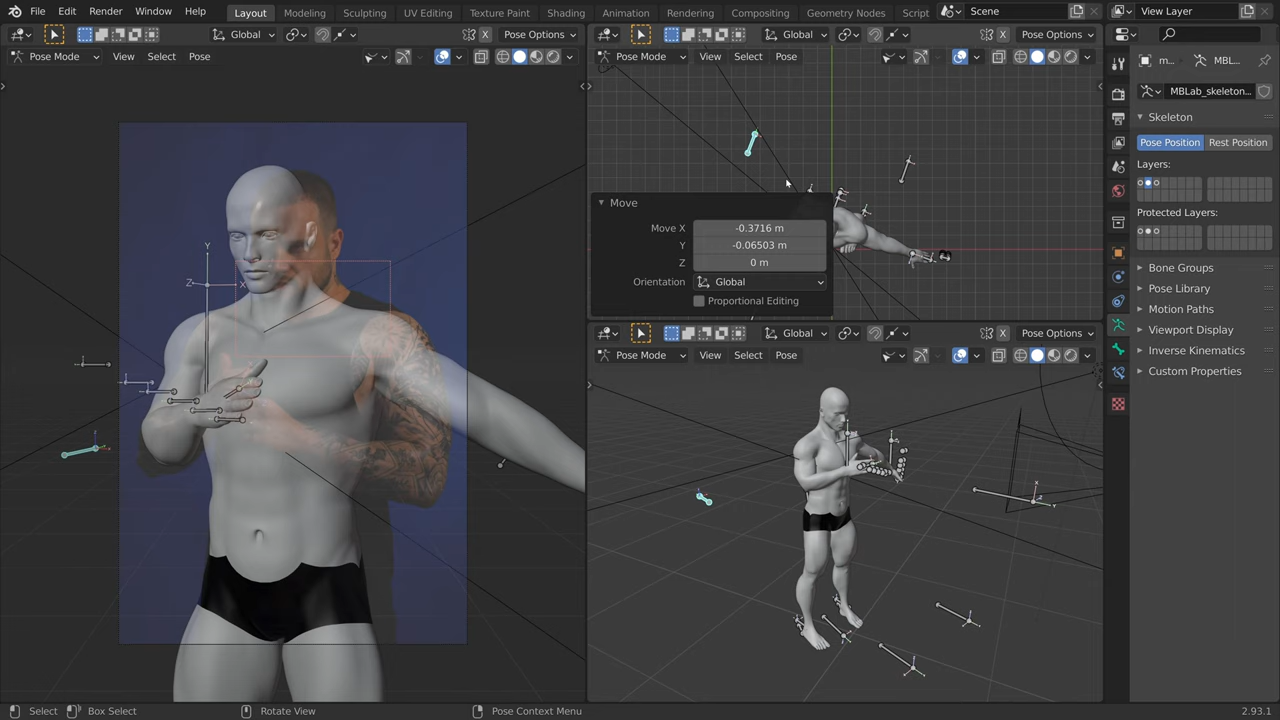 File Edit Render Window Help Layout Modeling Sculpting UV Editing Texture Paint Shading Animation Rendering Compositing Geometry Nodes Script Scene View Layer
Global Pose Options
Global Pose Options
Pose Mode View Select Pose
Pose Mode View Select Pose
m... MBL...
MBLab_skeleton...
Skeleton
Pose Position Rest Position
Layers:
Protected Layers:
Bone Groups
Pose Library
Motion Paths
Viewport Display
Inverse Kinematics
Custom Properties
Move
Move X -0.3716 m
Y -0.06503 m
Z 0 m
Orientation Global
Proportional Editing
Global Pose Options
Pose Mode View Select Pose
Y
Z X
Select Box Select Rotate View Pose Context Menu 2.93.1